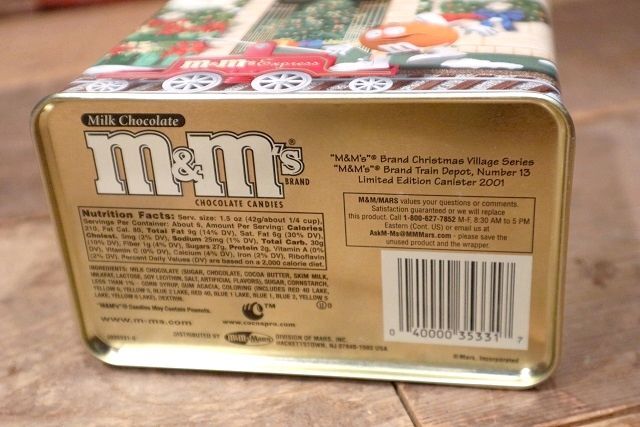 m&m's Express
Milk Chocolate
m&m's®
BRAND
CHOCOLATE CANDIES
Nutrition Facts: Serv. size: 1.5 oz (42g/about 1/4 cup),
Servings Per Container: About 5, Amount Per Serving: Calories
210, Fat Cal. 80, Total Fat 9g (14% DV), Sat. Fat 6g (30% DV),
Cholest. 5mg (2% DV), Sodium 25mg (1% DV), Total Carb. 30g
(10% DV), Fiber 1g (4% DV), Sugars 27g, Protein 2g, Vitamin A (0%
DV), Vitamin C (0% DV), Calcium (4% DV), Iron (2% DV), Riboflavin
(2% DV), Percent Daily Values (DV) are based on a 2,000 calorie diet.
INGREDIENTS: MILK CHOCOLATE (SUGAR, CHOCOLATE, COCOA BUTTER, SKIM MILK,
MILKFAT, LACTOSE, SOY LECITHIN, SALT, ARTIFICIAL FLAVORS), SUGAR, CORNSTARCH,
LESS THAN 1% - CORN SYRUP, GUM ACACIA, COLORING (INCLUDES RED 40 LAKE,
YELLOW 6, YELLOW 5, BLUE 2 LAKE, RED 40, BLUE 1 LAKE, BLUE 1, BLUE 2, YELLOW 5
LAKE, YELLOW 6 LAKE), DEXTRIN.
"M&M's"® Candies May Contain Peanuts.
www.m-ms.com
www.cocoapro.com
DISTRIBUTED BY
M&M/Mars
DIVISION OF MARS, INC.
HACKETTSTOWN, NJ 07840-1503 USA
"M&M's"® Brand Christmas Village Series
"M&M's"® Brand Train Depot, Number 13
Limited Edition Canister 2001
M&M/MARS values your questions or comments.
Satisfaction guaranteed or we will replace
this product. Call 1-800-627-7852 M-F, 8:30 AM to 5 PM
Eastern (Cont. US) or email us at
AskM-Ms@MMMars.com - please save the
unused product and the wrapper.
0 40000 35331 7
© Mars, Incorporated